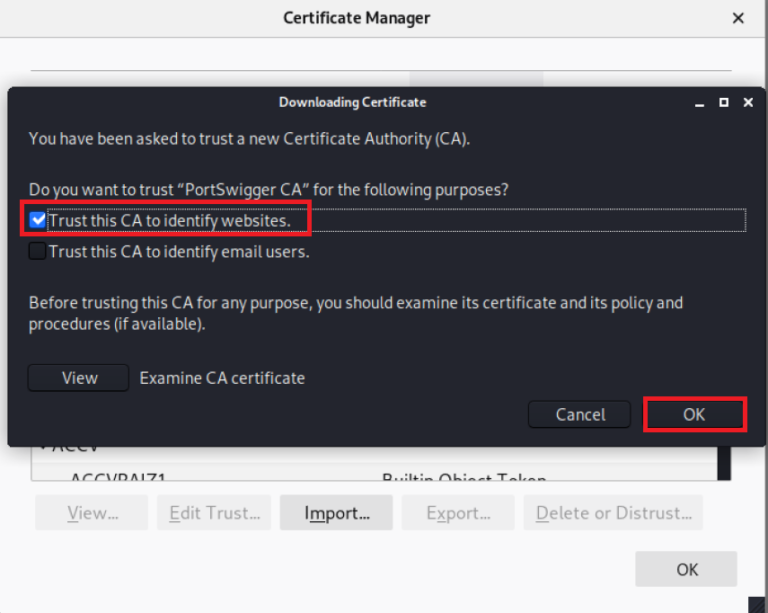 Certificate Manager
Downloading Certificate
You have been asked to trust a new Certificate Authority (CA).
Do you want to trust “PortSwigger CA” for the following purposes?
Trust this CA to identify websites.
Trust this CA to identify email users.
Before trusting this CA for any purpose, you should examine its certificate and its policy and
procedures (if available).
View Examine CA certificate
Cancel OK
ACCV
ACCVRAIZ1 Builtin Object Token
View... Edit Trust... Import... Export... Delete or Distrust...
OK